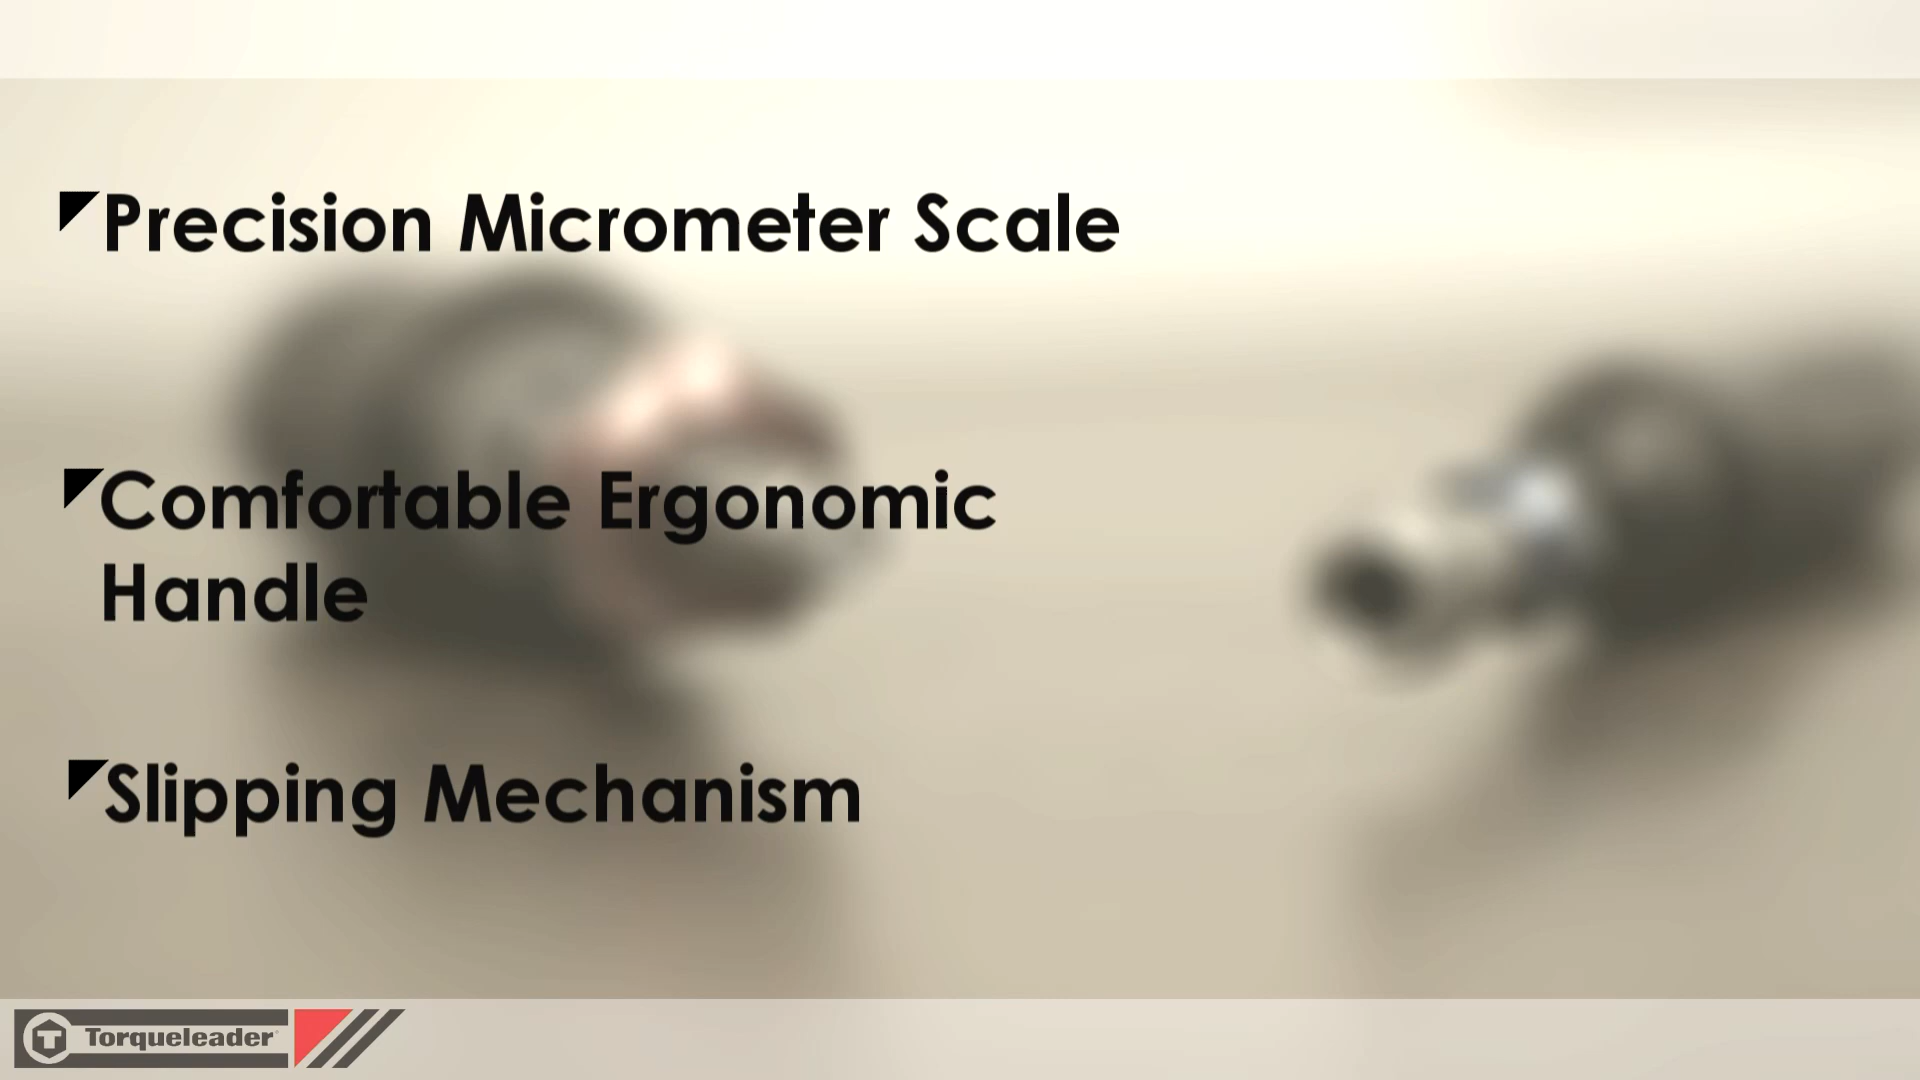 Precision Micrometer Scale
Comfortable Ergonomic
Handle
Slipping Mechanism
Torqueleader